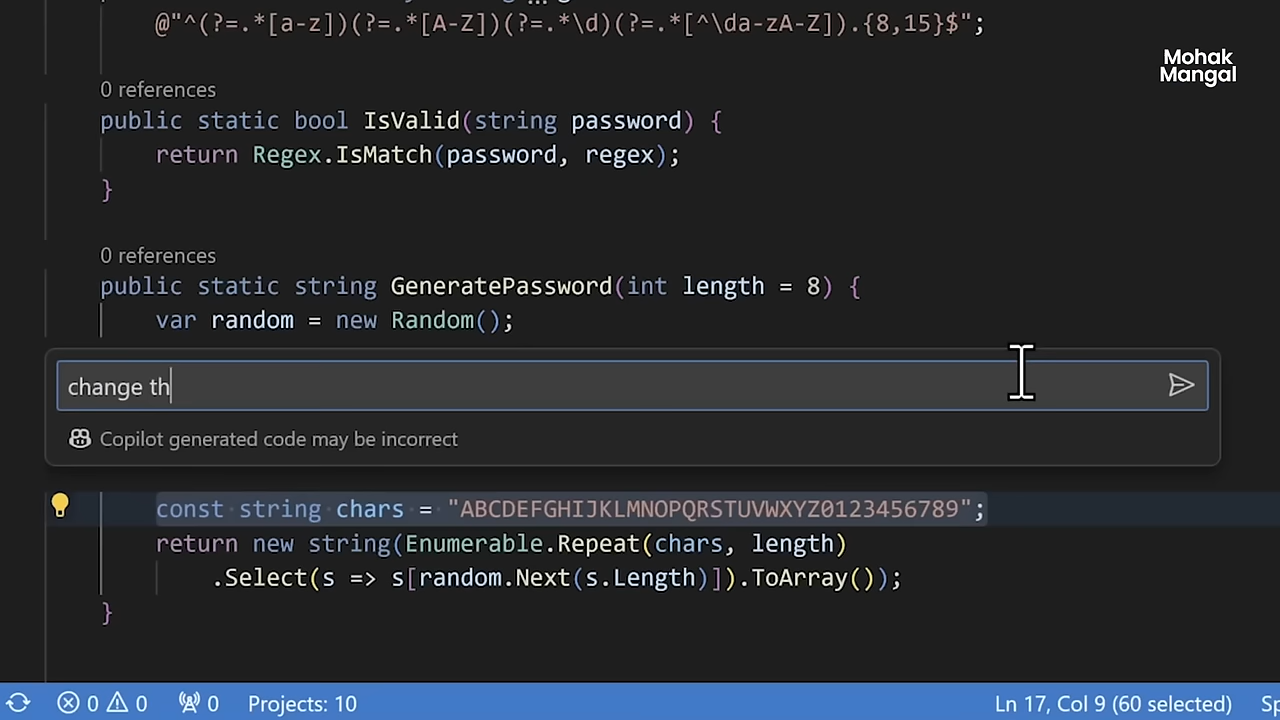 @"^(?=.*[a-z])(?=.*[A-Z])(?=.*\d)(?=.*[^\da-zA-Z]).{8,15}$";
Mohak
Mangal
0 references
public static bool IsValid(string password) {
return Regex.IsMatch(password, regex);
}
0 references
public static string GeneratePassword(int length = 8) {
var random = new Random();
change th
Copilot generated code may be incorrect
const string chars = "ABCDEFGHIJKLMNOPQRSTUVWXYZ0123456789";
return new string(Enumerable.Repeat(chars, length)
.Select(s => s[random.Next(s.Length)]).ToArray());
}
0 0 0 Projects: 10 Ln 17, Col 9 (60 selected) Sp